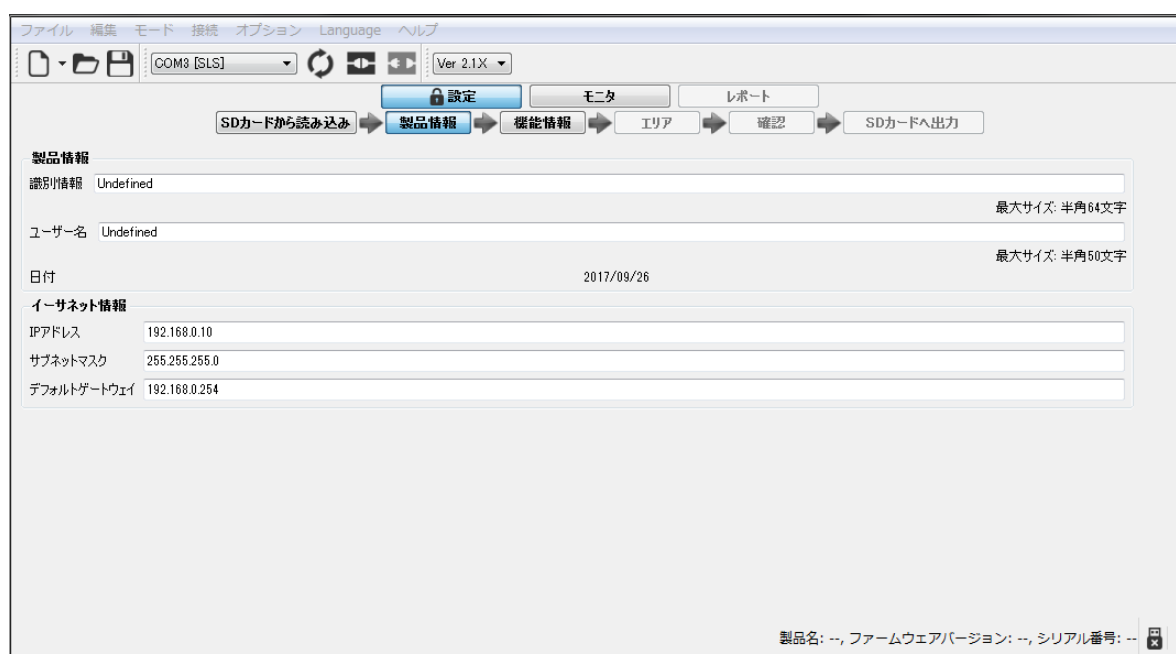 ファイル 編集 モード 接続 オプション Language ヘルプ
COM3 [SLS] Ver 2.1X
設定 モニタ レポート
SDカードから読み込み 製品情報 機能情報 エリア 確認 SDカードへ出力
製品情報
識別情報 Undefined
最大サイズ: 半角64文字
ユーザー名 Undefined
最大サイズ: 半角50文字
日付 2017/09/26
イーサネット情報
IPアドレス 192.168.0.10
サブネットマスク 255.255.255.0
デフォルトゲートウェイ 192.168.0.254
製品名: --, ファームウェアバージョン: --, シリアル番号: --